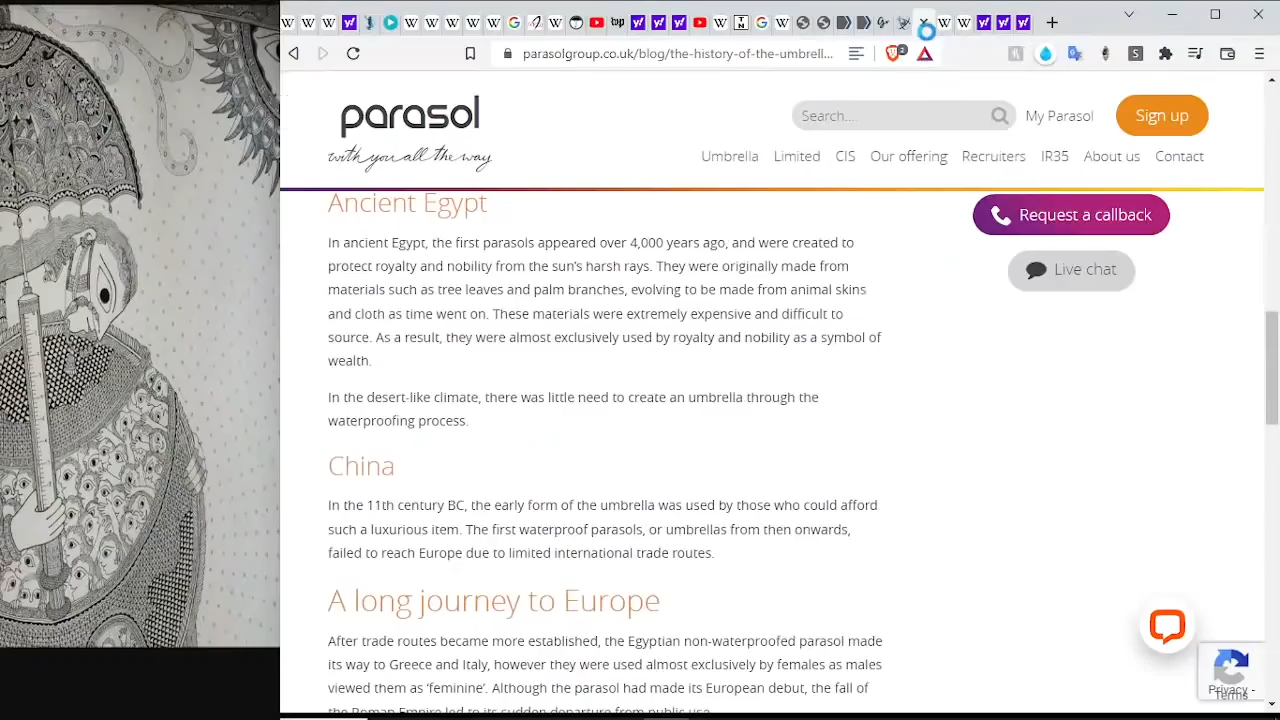 parasolgroup.co.uk/blog/the-history-of-the-umbrell...
parasol
with you all the way
Search....
My Parasol
Sign up
Umbrella
Limited
CIS
Our offering
Recruiters
IR35
About us
Contact
Ancient Egypt
Request a callback
Live chat
In ancient Egypt, the first parasols appeared over 4,000 years ago, and were created to
protect royalty and nobility from the sun's harsh rays. They were originally made from
materials such as tree leaves and palm branches, evolving to be made from animal skins
and cloth as time went on. These materials were extremely expensive and difficult to
source. As a result, they were almost exclusively used by royalty and nobility as a symbol of
wealth.
In the desert-like climate, there was little need to create an umbrella through the
waterproofing process.
China
In the 11th century BC, the early form of the umbrella was used by those who could afford
such a luxurious item. The first waterproof parasols, or umbrellas from then onwards,
failed to reach Europe due to limited international trade routes.
A long journey to Europe
After trade routes became more established, the Egyptian non-waterproofed parasol made
its way to Greece and Italy, however they were used almost exclusively by females as males
viewed them as 'feminine'. Although the parasol had made its European debut, the fall of
the Roman Empire led to its sudden departure from public use.
Privacy -
Terms